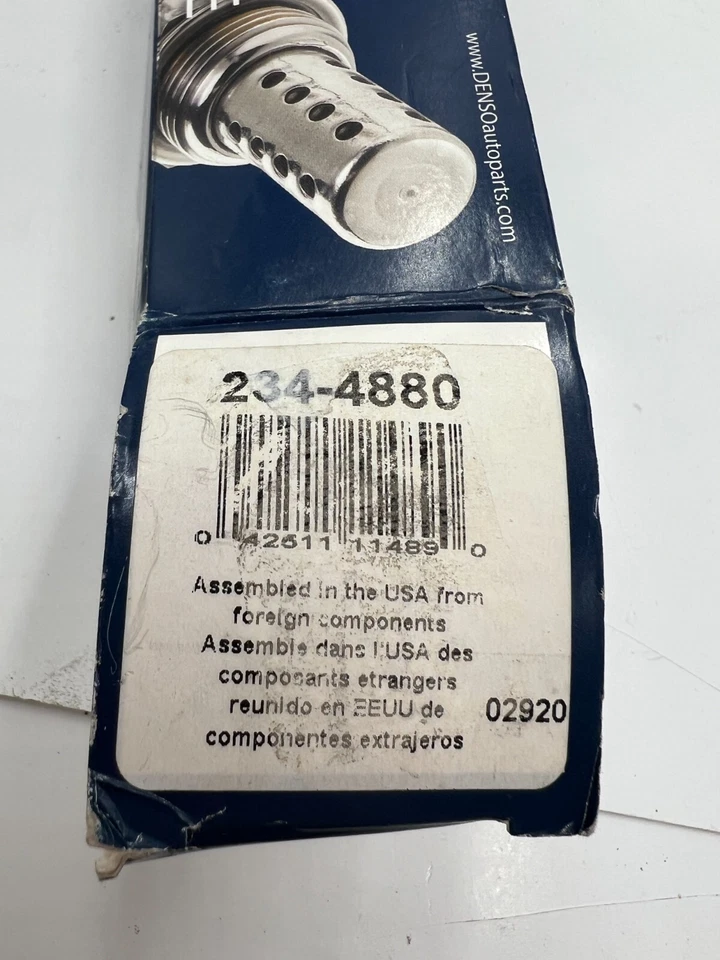 www.DENSOautoparts.com
234-4880
0 42511 11489 0
Assembled in the USA from
foreign components
Assemble dans l'USA des
composants etrangers
reunido en EEUU de
02920
componentes extrajeros